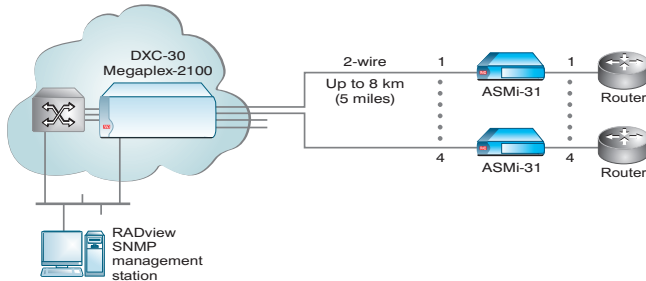 DXC-30
Megaplex-2100
2-wire
Up to 8 km
(5 miles)
1
ASMi-31
1
Router
4
ASMi-31
4
Router
RADview
SNMP
management
station